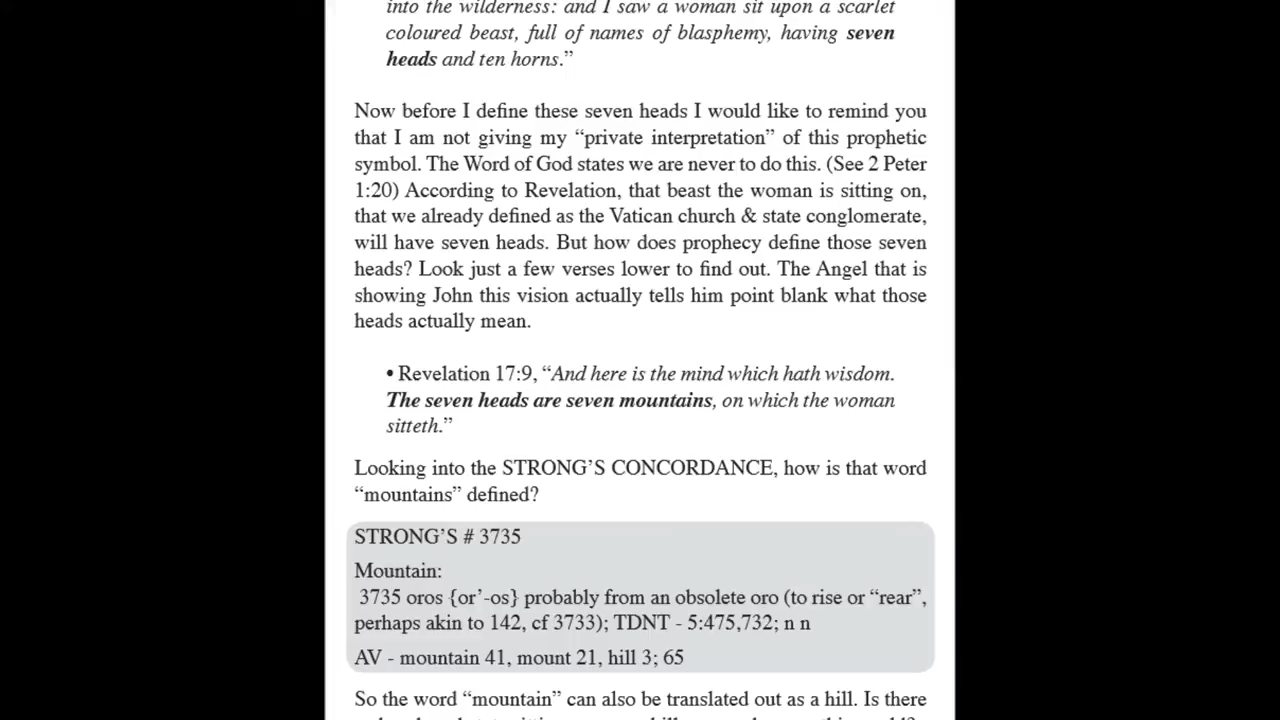 into the wilderness: and I saw a woman sit upon a scarlet
coloured beast, full of names of blasphemy, having seven
heads and ten horns.”
Now before I define these seven heads I would like to remind you
that I am not giving my “private interpretation” of this prophetic
symbol. The Word of God states we are never to do this. (See 2 Peter
1:20) According to Revelation, that beast the woman is sitting on,
that we already defined as the Vatican church & state conglomerate,
will have seven heads. But how does prophecy define those seven
heads? Look just a few verses lower to find out. The Angel that is
showing John this vision actually tells him point blank what those
heads actually mean.
• Revelation 17:9, “And here is the mind which hath wisdom.
The seven heads are seven mountains, on which the woman
sitteth.”
Looking into the STRONG’S CONCORDANCE, how is that word
“mountains” defined?
STRONG’S # 3735
Mountain:
3735 oros {or’-os} probably from an obsolete oro (to rise or “rear”,
perhaps akin to 142, cf 3733); TDNT - 5:475,732; n n
AV - mountain 41, mount 21, hill 3; 65
So the word “mountain” can also be translated out as a hill. Is there